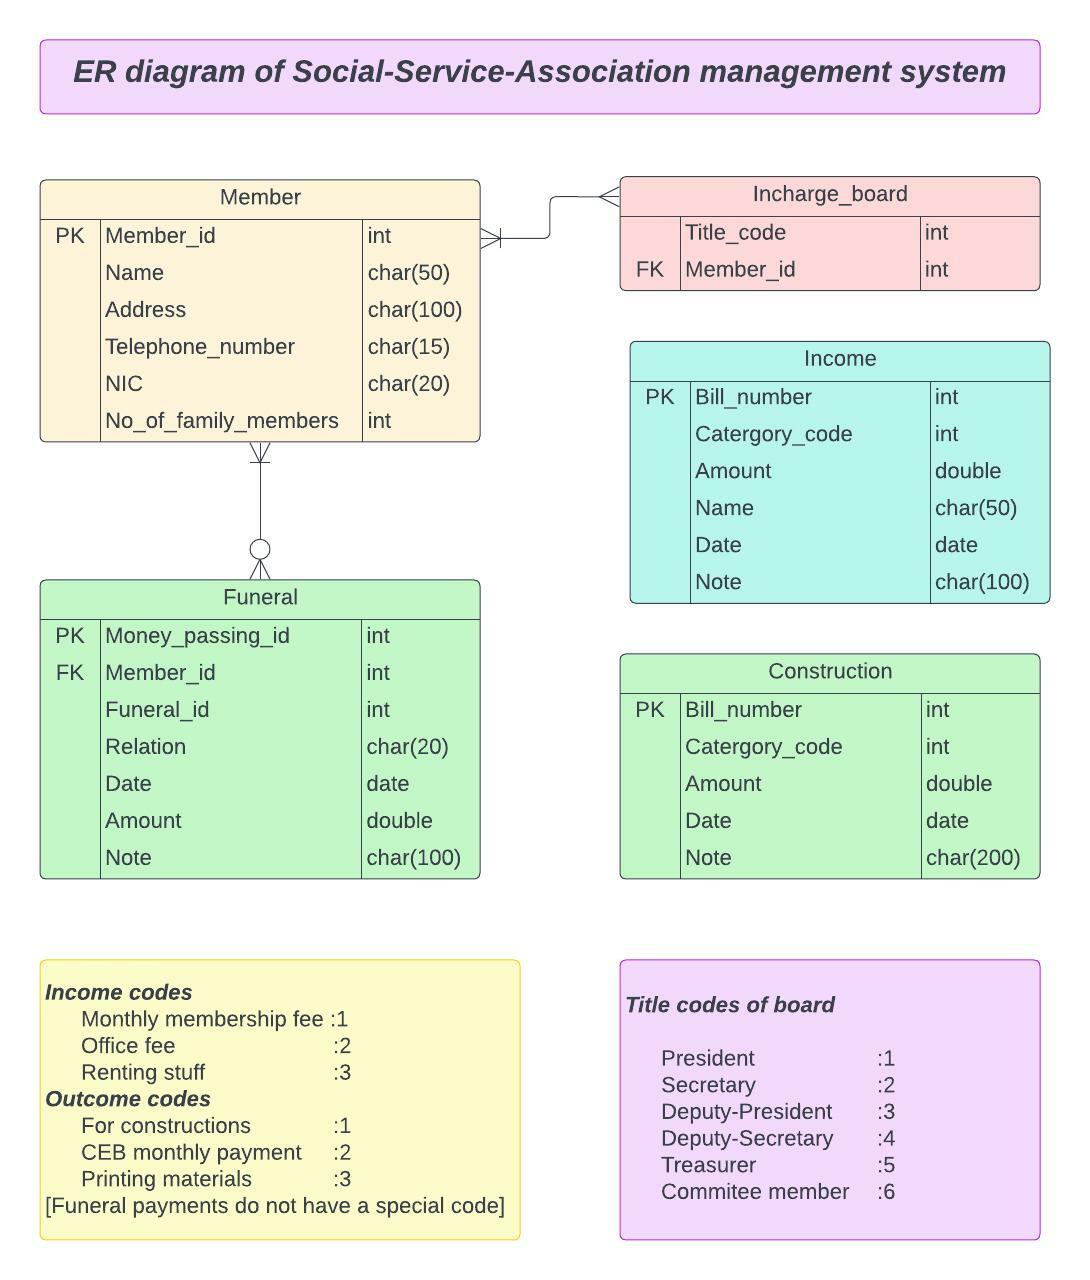 ER diagram of Social-Service-Association management system
Member
PK Member_id int
Name char(50)
Address char(100)
Telephone_number char(15)
NIC char(20)
No_of_family_members int
Incharge_board
Title_code int
FK Member_id int
Income
PK Bill_number int
Catergory_code int
Amount double
Name char(50)
Date date
Note char(100)
Funeral
PK Money_passing_id int
FK Member_id int
Funeral_id int
Relation char(20)
Date date
Amount double
Note char(100)
Construction
PK Bill_number int
Catergory_code int
Amount double
Date date
Note char(200)
Income codes
Monthly membership fee :1
Office fee :2
Renting stuff :3
Outcome codes
For constructions :1
CEB monthly payment :2
Printing materials :3
[Funeral payments do not have a special code]
Title codes of board
President :1
Secretary :2
Deputy-President :3
Deputy-Secretary :4
Treasurer :5
Commitee member :6